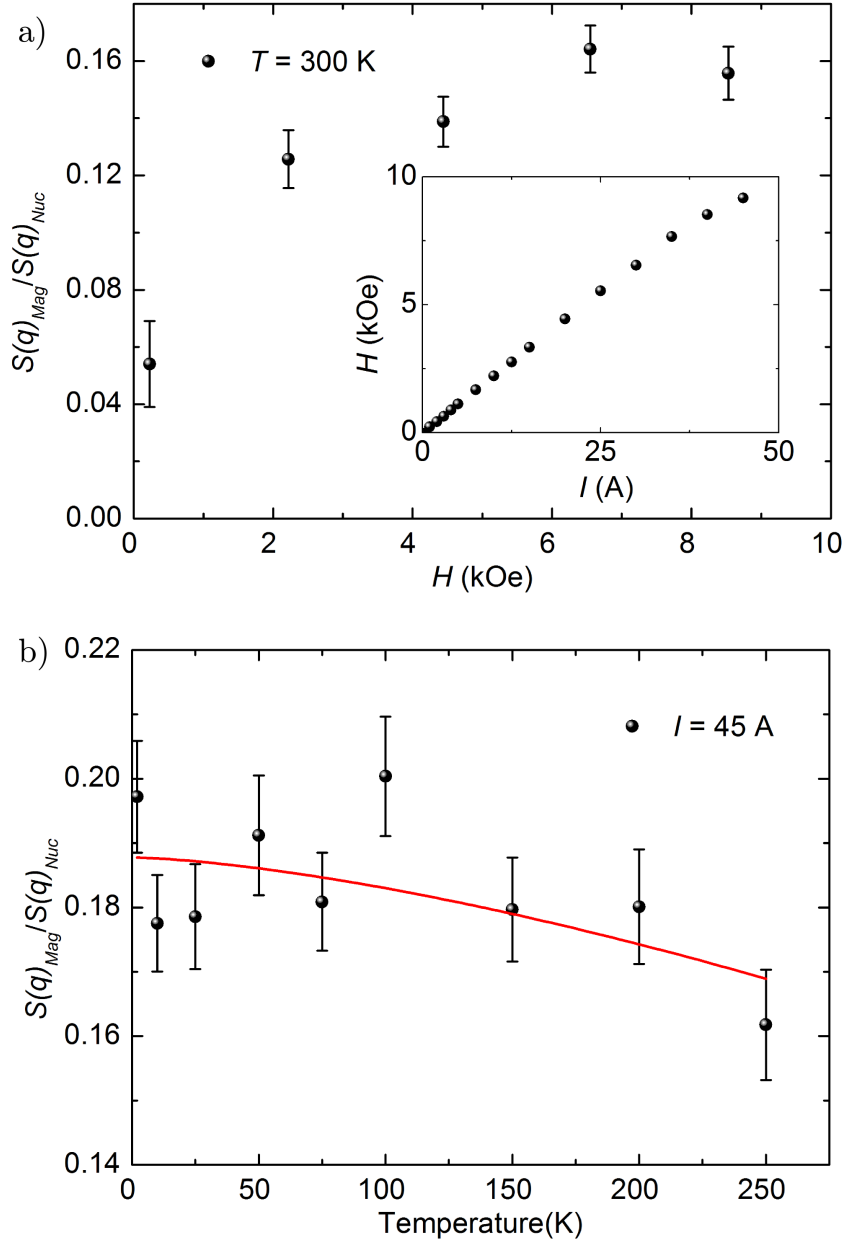 a)
T = 300 K
0.16
0.12
0.08
0.04
0.00
S(q)Mag/S(q)Nuc
0 2 4 6 8 10
H (kOe)
10
5
0
H (kOe)
0 25 50
I (A)
b)
I = 45 A
0.22
0.20
0.18
0.16
0.14
S(q)Mag/S(q)Nuc
0 50 100 150 200 250
Temperature(K)